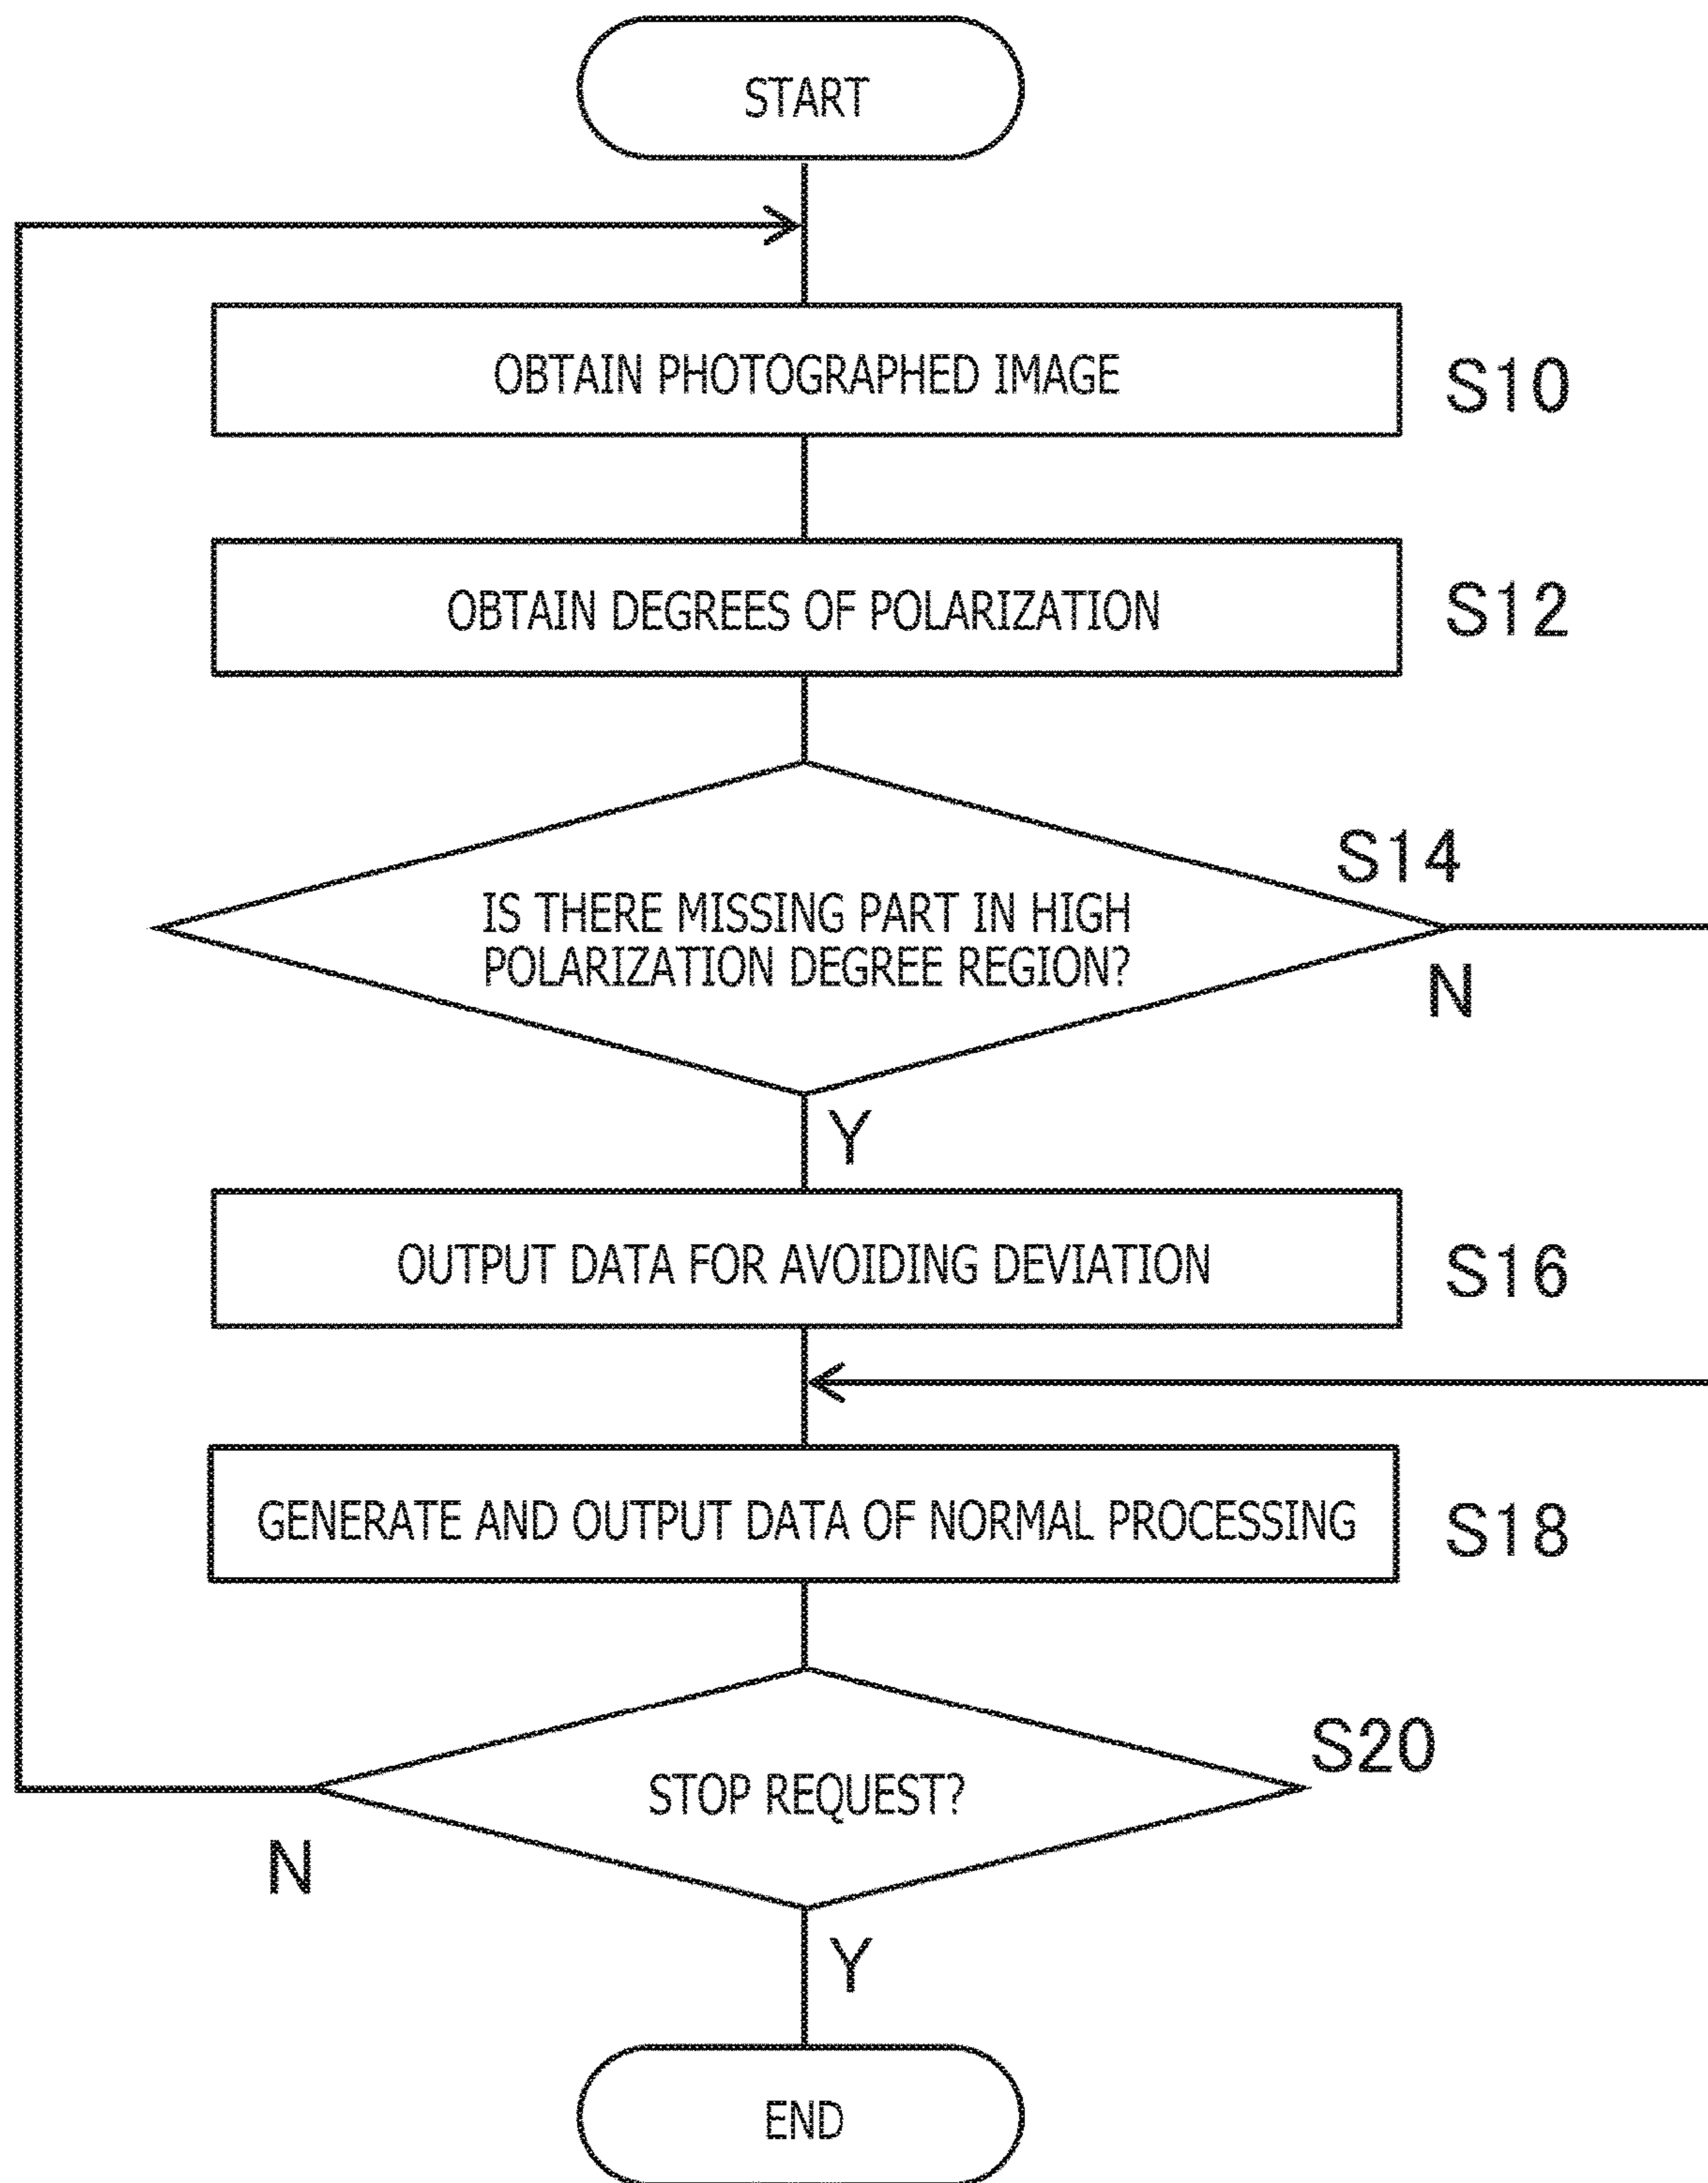 START
OBTAIN PHOTOGRAPHED IMAGE
S10
OBTAIN DEGREES OF POLARIZATION
S12
S14
IS THERE MISSING PART IN HIGH
POLARIZATION DEGREE REGION?
N
Y
OUTPUT DATA FOR AVOIDING DEVIATION
S16
GENERATE AND OUTPUT DATA OF NORMAL PROCESSING
S18
S20
STOP REQUEST?
N
Y
END